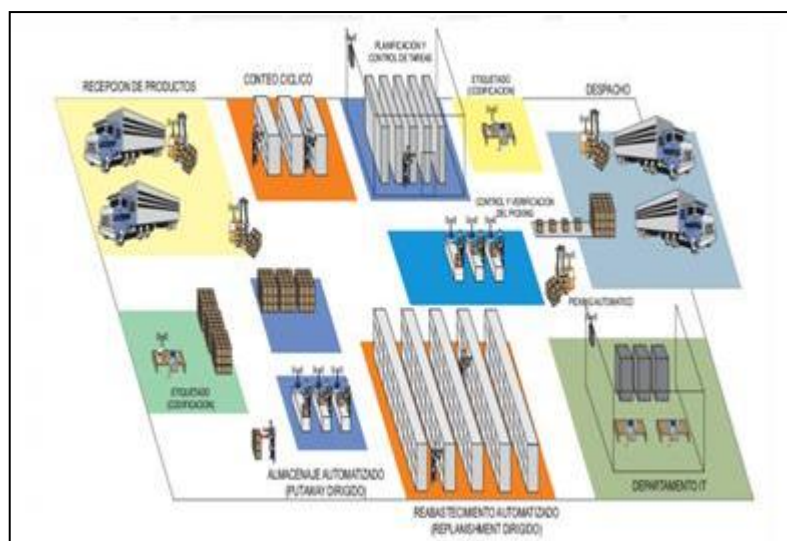 PLANIFICACIÓN Y
CONTROL DE TAREAS
RECEPCION DE PRODUCTOS
CONTEO CICLICO
ETIQUETADO
(CODIFICACION)
DESPACHO
CONTROL Y VERIFICACION
DEL PICKING
PICKING AUTOMATICO
ETIQUETADO
(CODIFICACION)
ALMACENAJE AUTOMATIZADO
(PUTAWAY DIRIGIDO)
DEPARTAMENTO IT
REABASTECIMIENTO AUTOMATIZADO
(REPLANISHMENT DIRIGIDO)